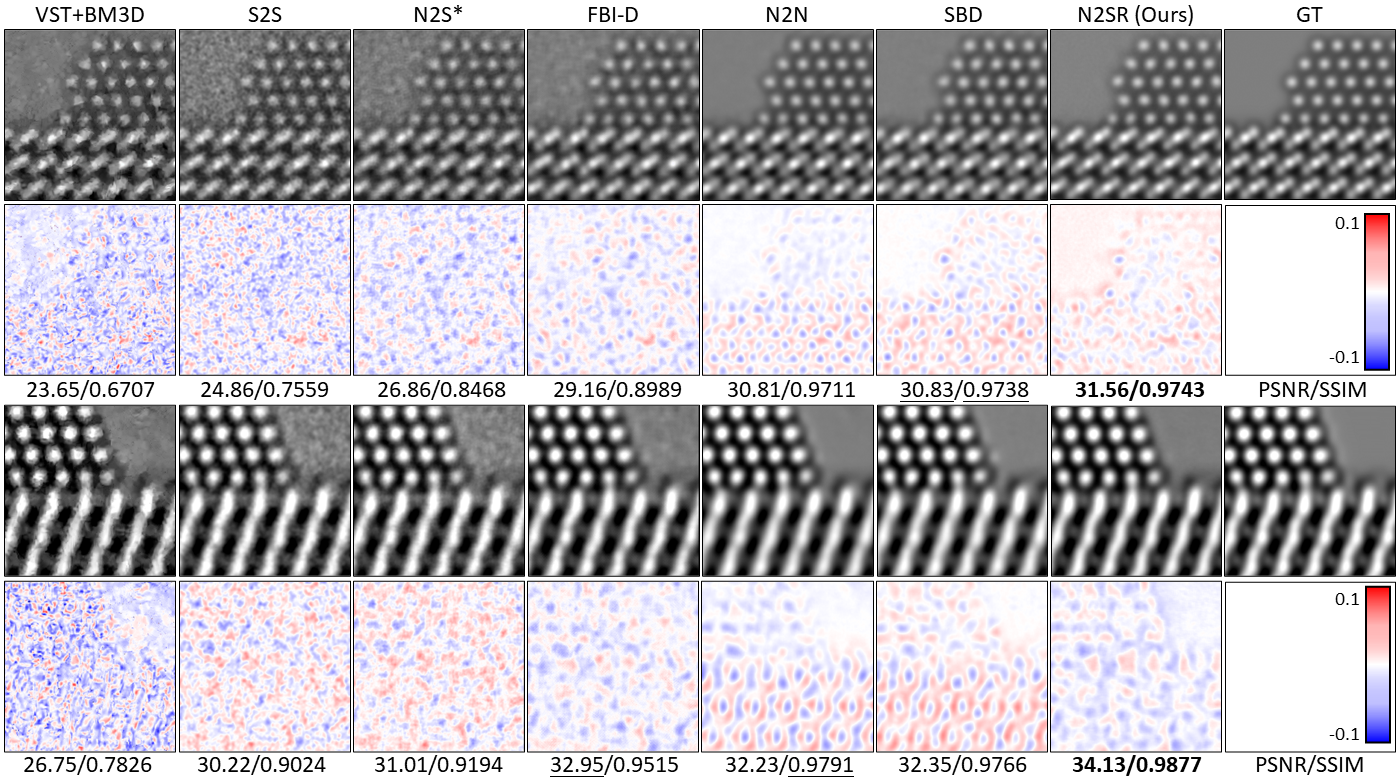 VST+BM3D S2S N2S* FBI-D N2N SBD N2SR (Ours) GT
0.1
-0.1
23.65/0.6707 24.86/0.7559 26.86/0.8468 29.16/0.8989 30.81/0.9711 30.83/0.9738 31.56/0.9743 PSNR/SSIM
0.1
-0.1
26.75/0.7826 30.22/0.9024 31.01/0.9194 32.95/0.9515 32.23/0.9791 32.35/0.9766 34.13/0.9877 PSNR/SSIM